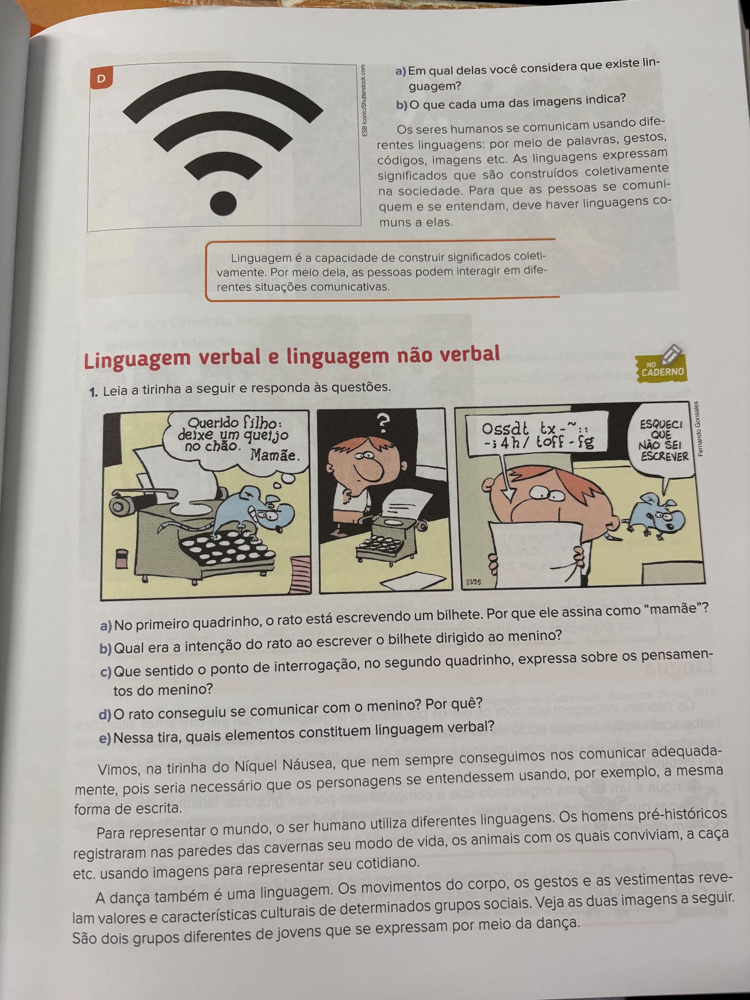 D
ESB Iconic/Shutterstock.com
a) Em qual delas você considera que existe lin-
guagem?
b) O que cada uma das imagens indica?
Os seres humanos se comunicam usando dife-
rentes linguagens: por meio de palavras, gestos,
códigos, imagens etc. As linguagens expressam
significados que são construídos coletivamente
na sociedade. Para que as pessoas se comuni-
quem e se entendam, deve haver linguagens co-
muns a elas.
Linguagem é a capacidade de construir significados coleti-
vamente. Por meio dela, as pessoas podem interagir em dife-
rentes situações comunicativas.
Linguagem verbal e linguagem não verbal
NO
CADERNO
1. Leia a tirinha a seguir e responda às questões.
Querido filho:
deixe um queijo
no chão.
Mamãe.
?
Ossdt tx-~::
-;4h/ toff-fg
ESQUECI
QUE
NÃO SEI
ESCREVER
2395
Fernando Gonsales
a) No primeiro quadrinho, o rato está escrevendo um bilhete. Por que ele assina como “mamãe”?
b) Qual era a intenção do rato ao escrever o bilhete dirigido ao menino?
c) Que sentido o ponto de interrogação, no segundo quadrinho, expressa sobre os pensamen-
tos do menino?
d) O rato conseguiu se comunicar com o menino? Por quê?
e) Nessa tira, quais elementos constituem linguagem verbal?
Vimos, na tirinha do Níquel Náusea, que nem sempre conseguimos nos comunicar adequada-
mente, pois seria necessário que os personagens se entendessem usando, por exemplo, a mesma
forma de escrita.
Para representar o mundo, o ser humano utiliza diferentes linguagens. Os homens pré-históricos
registraram nas paredes das cavernas seu modo de vida, os animais com os quais conviviam, a caça
etc. usando imagens para representar seu cotidiano.
A dança também é uma linguagem. Os movimentos do corpo, os gestos e as vestimentas reve-
lam valores e características culturais de determinados grupos sociais. Veja as duas imagens a seguir.
São dois grupos diferentes de jovens que se expressam por meio da dança.